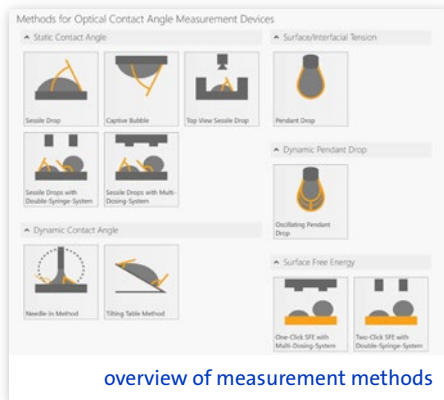 Methods for Optical Contact Angle Measurement Devices
Static Contact Angle
Sessile Drop
Captive Bubble
Top View Sessile Drop
Sessile Drops with
Double-Syringe-System
Sessile Drops with Multi-
Dosing-System
Dynamic Contact Angle
Needle-in Method
Tilting Table Method
Surface/Interfacial Tension
Pendant Drop
Dynamic Pendant Drop
Oscillating Pendant
Drop
Surface Free Energy
One-Click SFE with
Multi-Dosing-System
Two-Click SFE with
Double-Syringe-System
overview of measurement methods